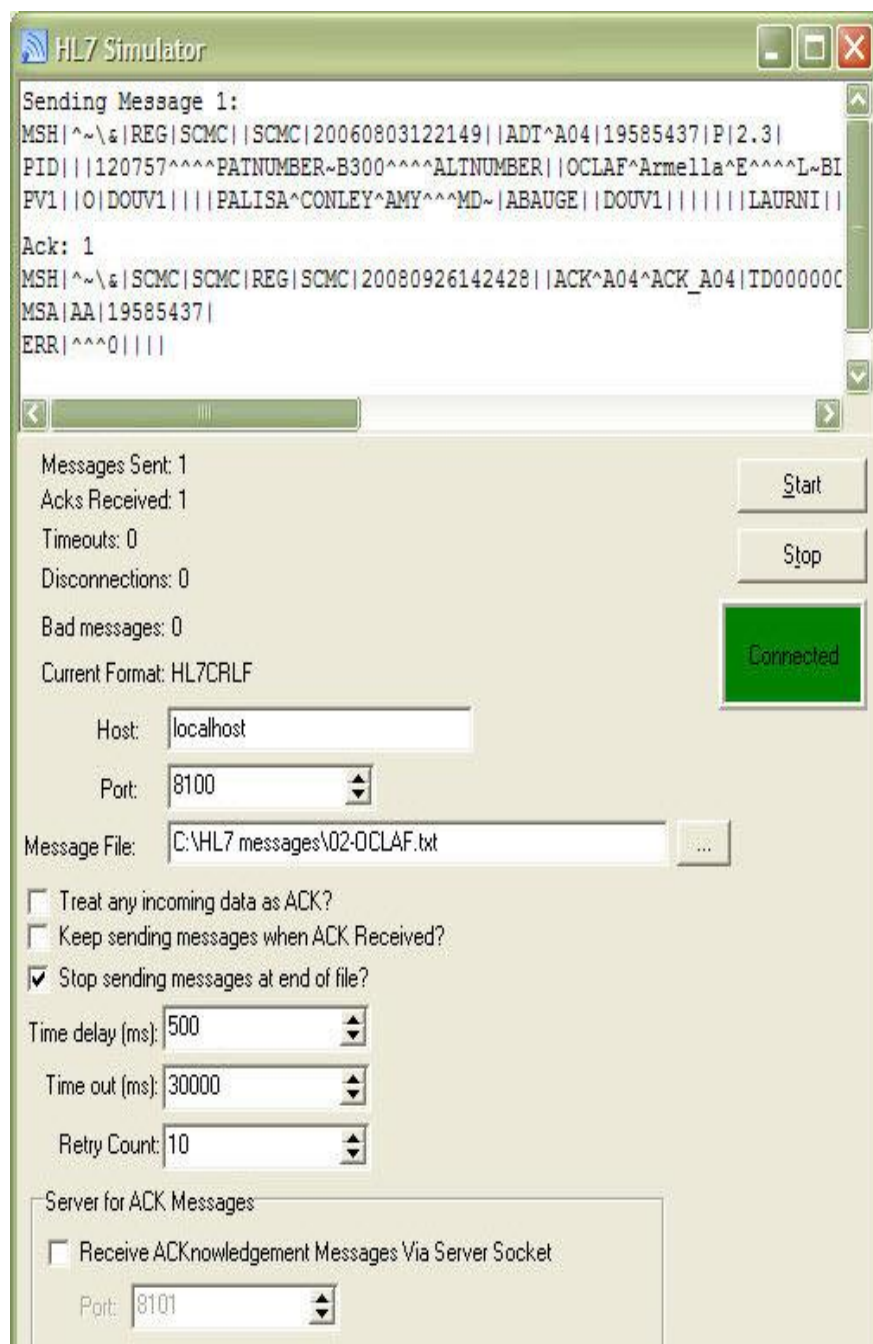 HL7 Simulator
Sending Message 1:
MSH|^~\&|REG|SCMC||SCMC|20060803122149||ADT^A04|19585437|P|2.3|
PID|||120757^^^^PATNUMBER~B300^^^^ALTNUMBER||OCLAF^Armella^E^^^^L~BI
PV1||O|DOUV1||||PALISA^CONLEY^AMY^^^MD~|ABAUGE||DOUV1|||||||LAURNI||
Ack: 1
MSH|^~\&|SCMC|SCMC|REG|SCMC|20080926142428||ACK^A04^ACK_A04|TD000000
MSA|AA|19585437|
ERR|^^^0||||
Messages Sent: 1
Acks Received: 1
Timeouts: 0
Disconnections: 0
Bad messages: 0
Current Format: HL7CRLF
Start
Stop
Connected
Host: localhost
Port: 8100
Message File: C:\HL7 messages\02-OCLAF.txt ...
Treat any incoming data as ACK?
Keep sending messages when ACK Received?
Stop sending messages at end of file?
Time delay (ms): 500
Time out (ms): 30000
Retry Count: 10
Server for ACK Messages
Receive ACKnowledgement Messages Via Server Socket
Port: 8101